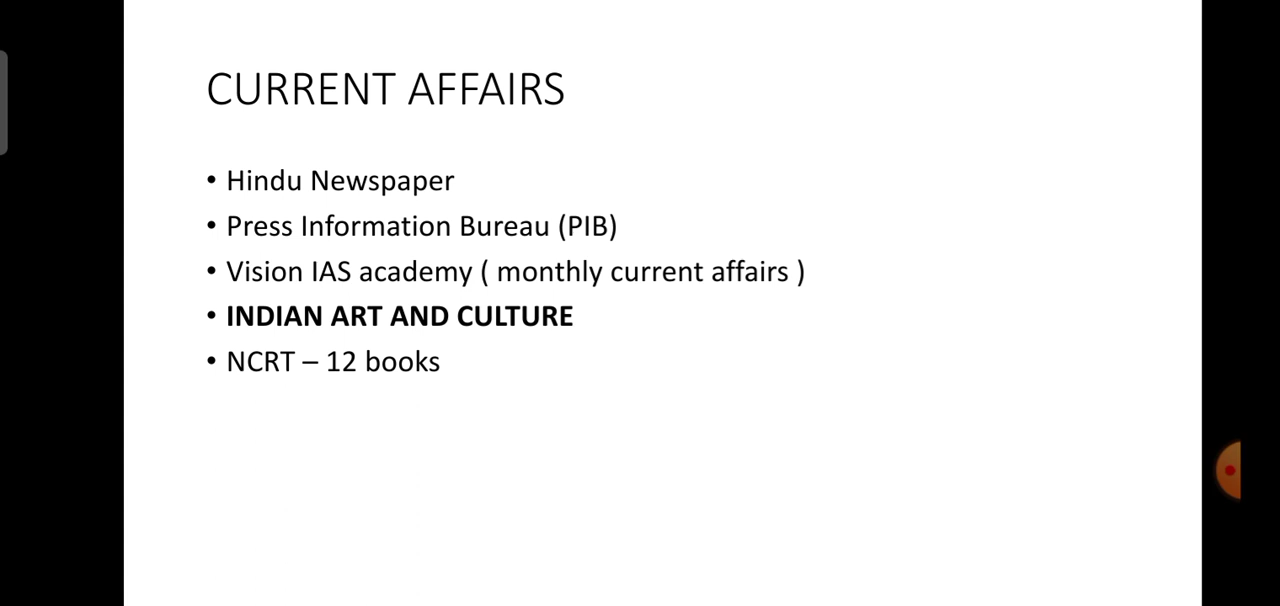 CURRENT AFFAIRS
• Hindu Newspaper
• Press Information Bureau (PIB)
• Vision IAS academy ( monthly current affairs )
• INDIAN ART AND CULTURE
• NCRT – 12 books